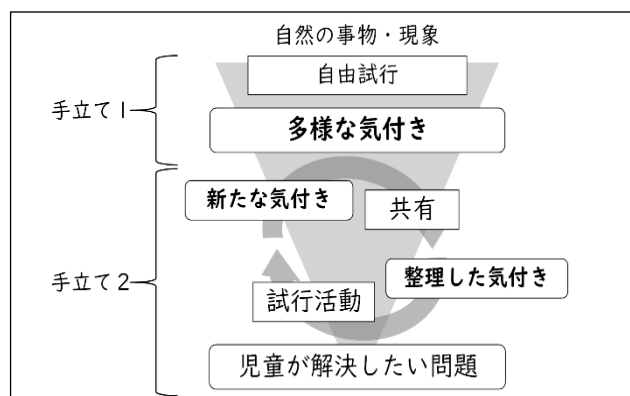 自然の事物・現象
自由試行
手立て1
多様な気付き
新たな気付き
共有
手立て2
整理した気付き
試行活動
児童が解決したい問題